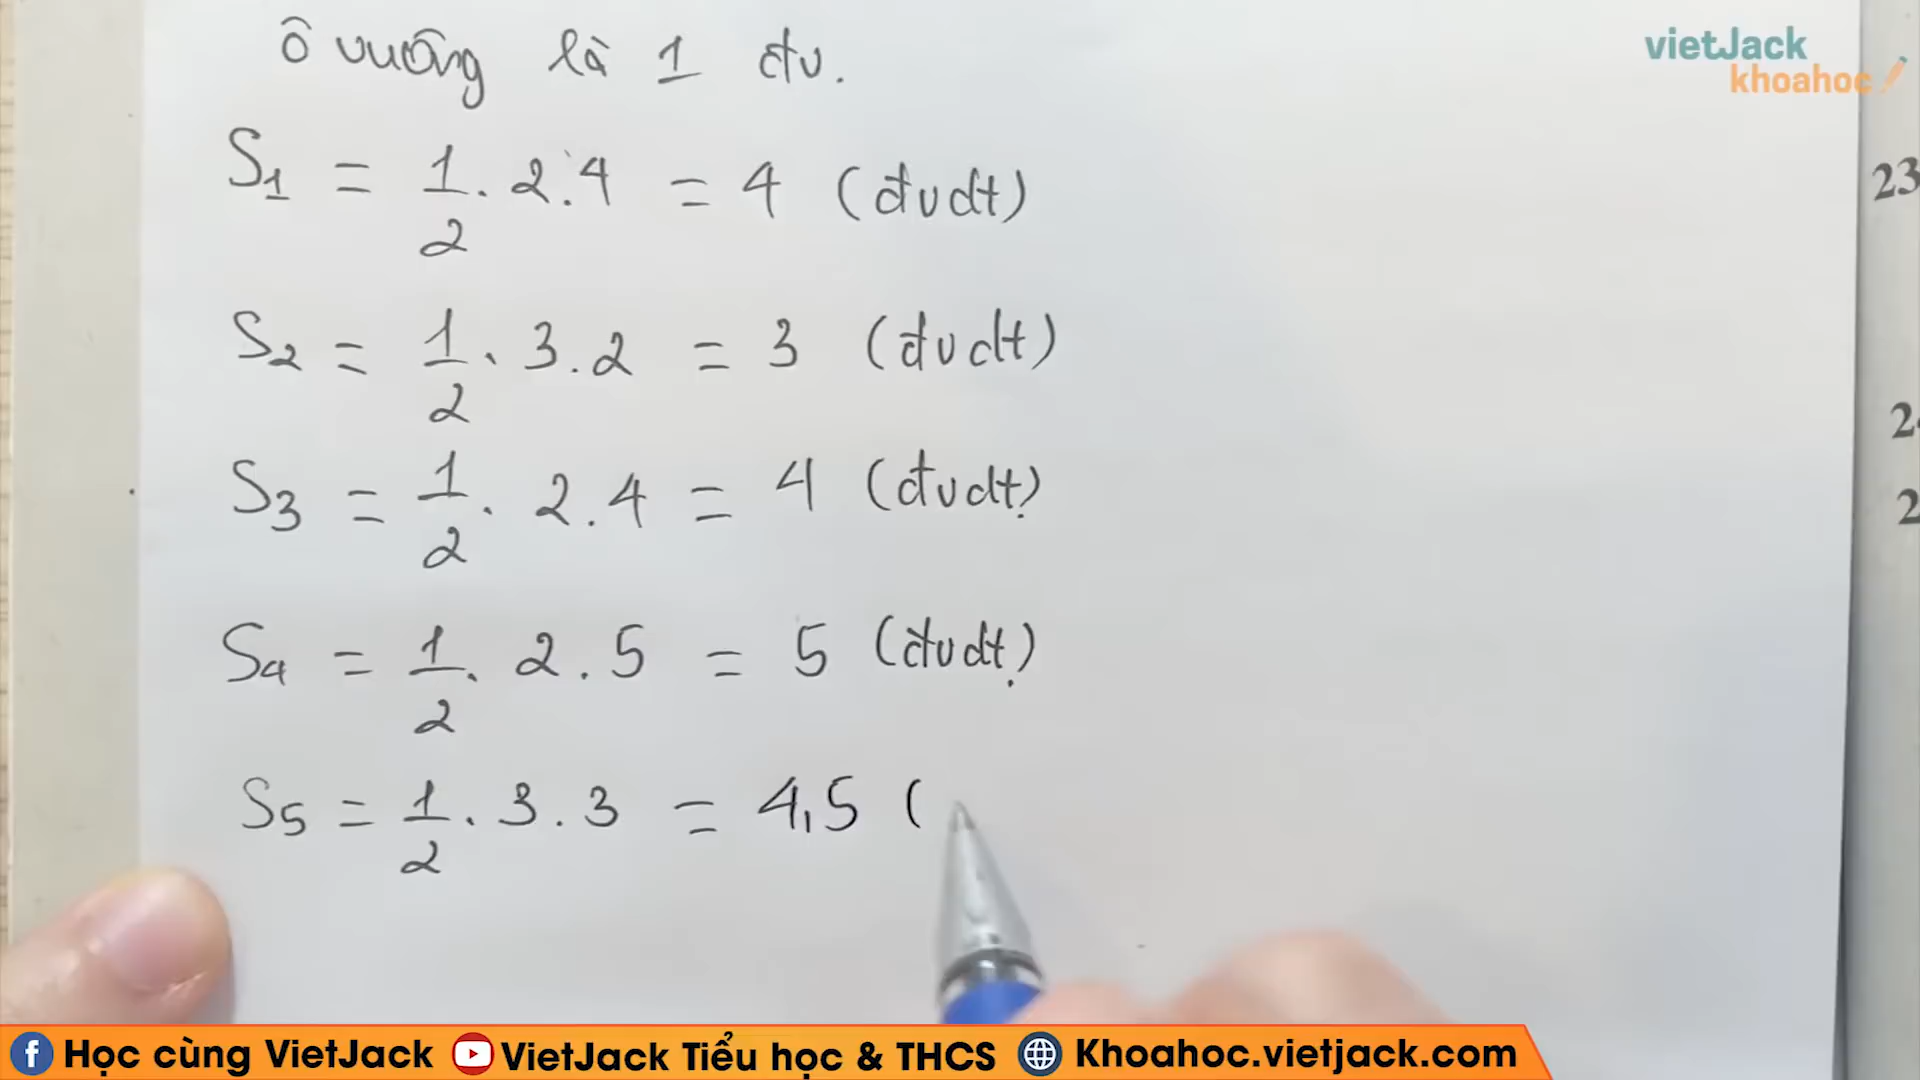 ô vuông là 1 đv.
vietJack
khoahoc
S1 = 1/2 . 2.4 = 4 (đvdt)
23
S2 = 1/2 . 3.2 = 3 (đvdt)
S3 = 1/2 . 2.4 = 4 (đvdt)
S4 = 1/2 . 2.5 = 5 (đvdt)
S5 = 1/2 . 3.3 = 4,5 (
Học cùng VietJack VietJack Tiểu học & THCS Khoahoc.vietjack.com